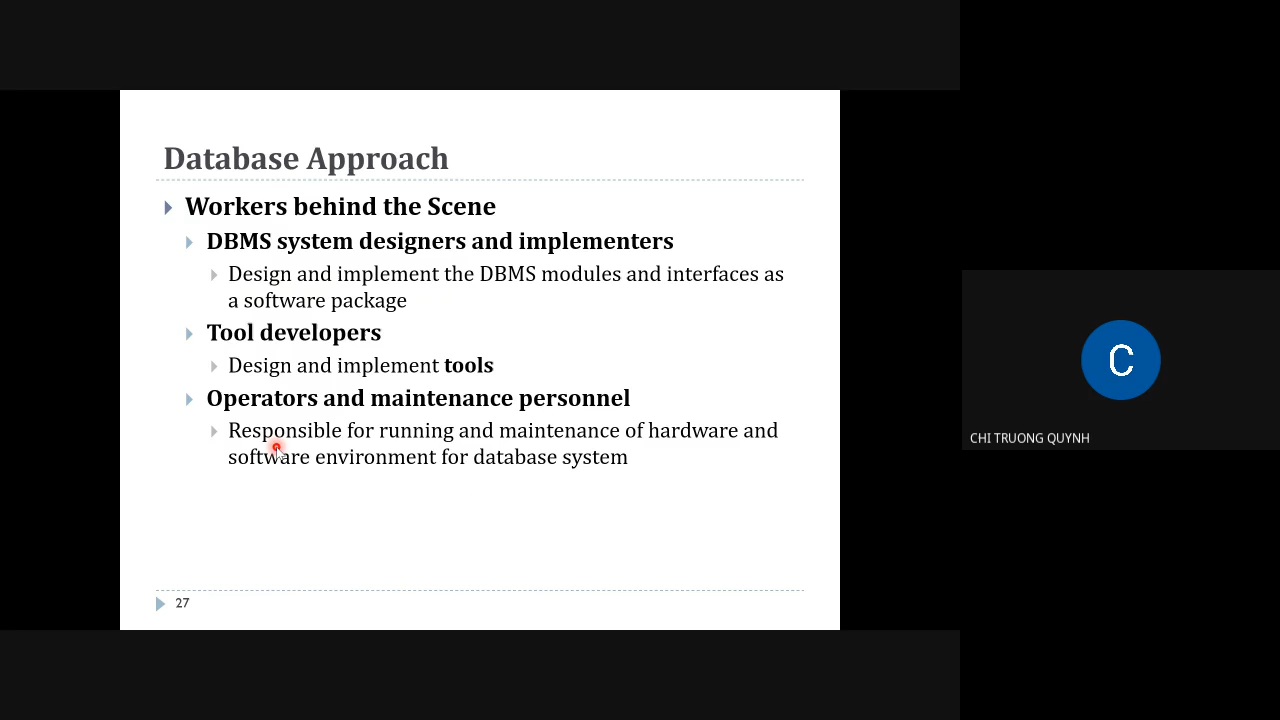 Database Approach
Workers behind the Scene
DBMS system designers and implementers
Design and implement the DBMS modules and interfaces as
a software package
Tool developers
Design and implement tools
Operators and maintenance personnel
Responsible for running and maintenance of hardware and
software environment for database system
27
C
CHI TRUONG QUYNH